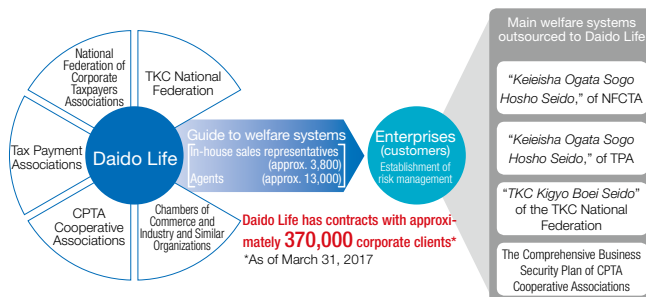 National
Federation of
Corporate
Taxpayers
Associations
TKC National
Federation
Tax Payment
Associations
Daido Life
CPTA
Cooperative
Associations
Chambers of
Commerce and
Industry and Similar
Organizations
Guide to welfare systems
In-house sales representatives
(approx. 3,800)
Agents (approx. 13,000)
Enterprises
(customers)
Establishment of
risk management
Daido Life has contracts with approxi-
mately 370,000 corporate clients*
*As of March 31, 2017
Main welfare systems
outsourced to Daido Life
“Keieisha Ogata Sogo
Hosho Seido,” of NFCTA
“Keieisha Ogata Sogo
Hosho Seido,” of TPA
“TKC Kigyo Boei Seido”
of the TKC National
Federation
The Comprehensive Business
Security Plan of CPTA
Cooperative Associations